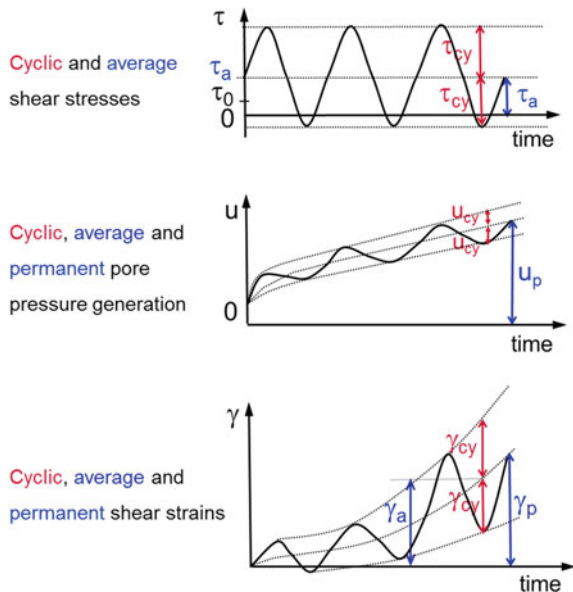 τ
Cyclic and average
shear stresses
τa
τo
0
τcy
τcy
τa
time
u
Cyclic, average and
permanent pore
pressure generation
0
ucy
ucy
up
time
γ
Cyclic, average and
permanent shear strains
γcy
γa
γcy
γp
time